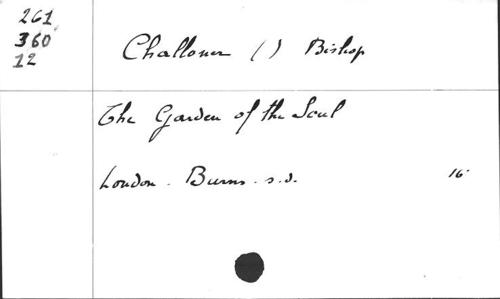 261
360
12
Challoner () Bishop
The Garden of the Soul
London. Burns. s.d. 16